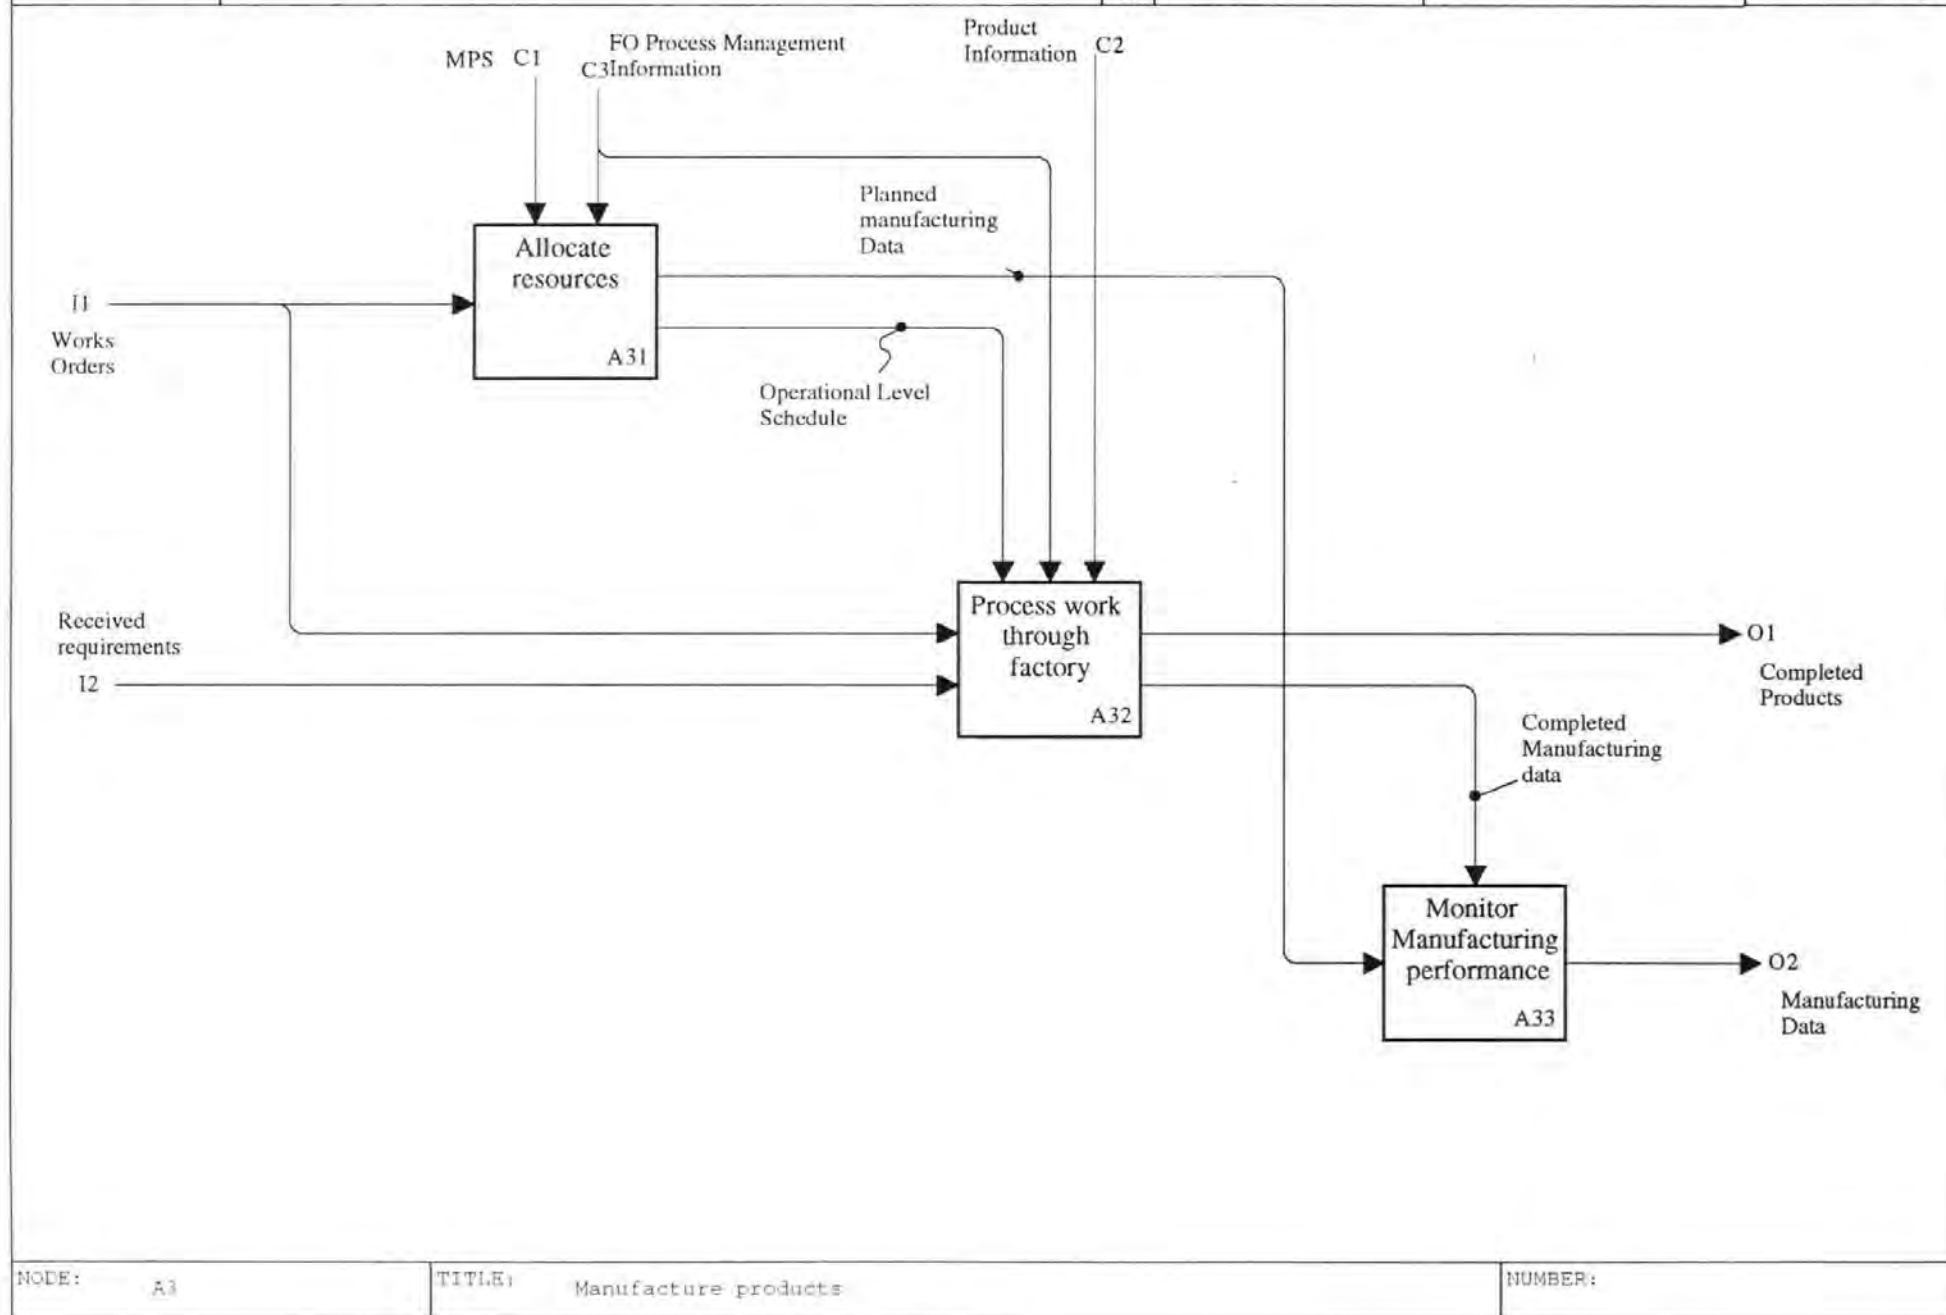 MPS C1
FO Process Management
C3Information
Product
Information C2
Planned
manufacturing
Data
Allocate
resources
A31
I1
Works
Orders
Operational Level
Schedule
Received
requirements
I2
Process work
through
factory
A32
O1
Completed
Products
Completed
Manufacturing
data
Monitor
Manufacturing
performance
A33
O2
Manufacturing
Data
NODE: A3
TITLE: Manufacture products
NUMBER: